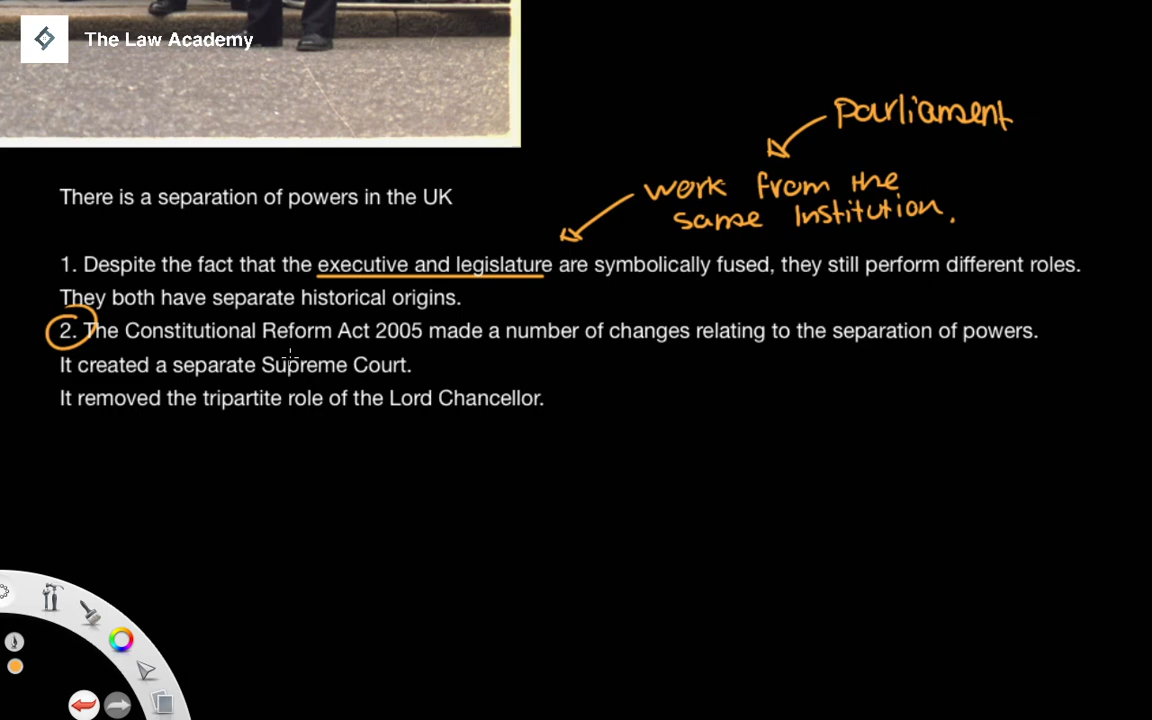 The Law Academy
Parliament
work from the
same Institution.
There is a separation of powers in the UK
1. Despite the fact that the executive and legislature are symbolically fused, they still perform different roles.
They both have separate historical origins.
2. The Constitutional Reform Act 2005 made a number of changes relating to the separation of powers.
It created a separate Supreme Court.
It removed the tripartite role of the Lord Chancellor.